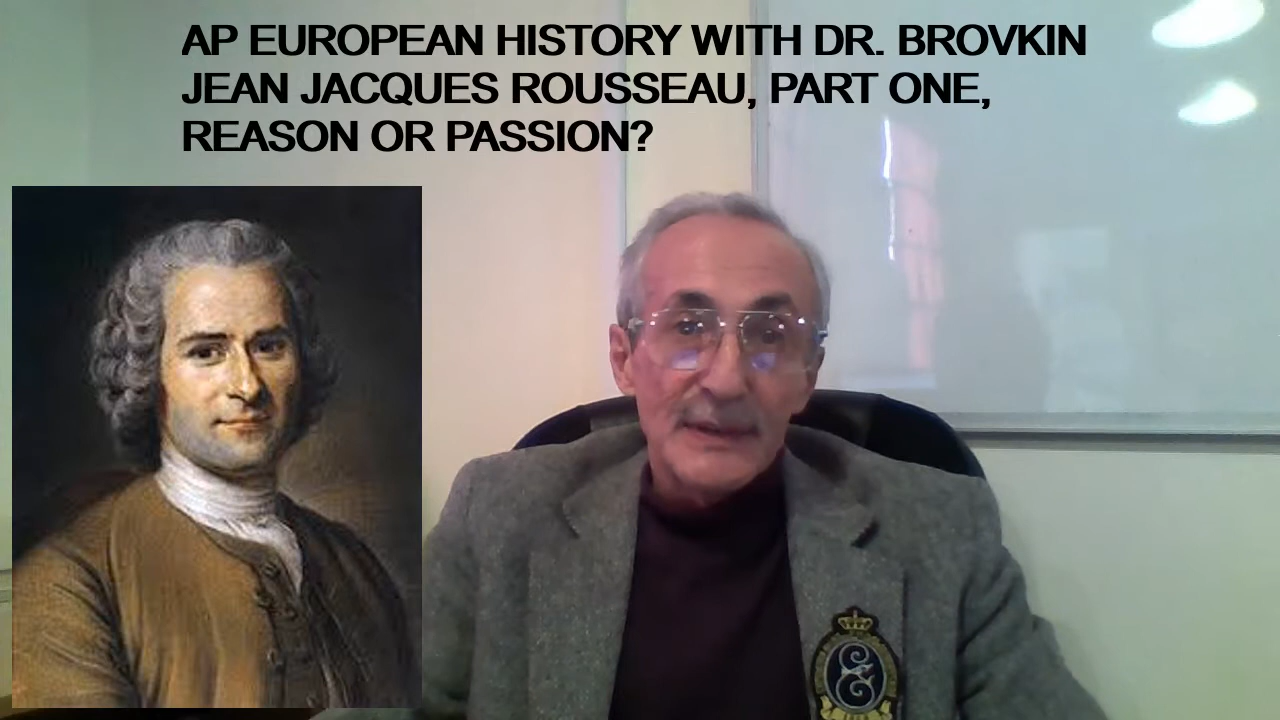 AP EUROPEAN HISTORY WITH DR. BROVKIN
JEAN JACQUES ROUSSEAU, PART ONE,
REASON OR PASSION?